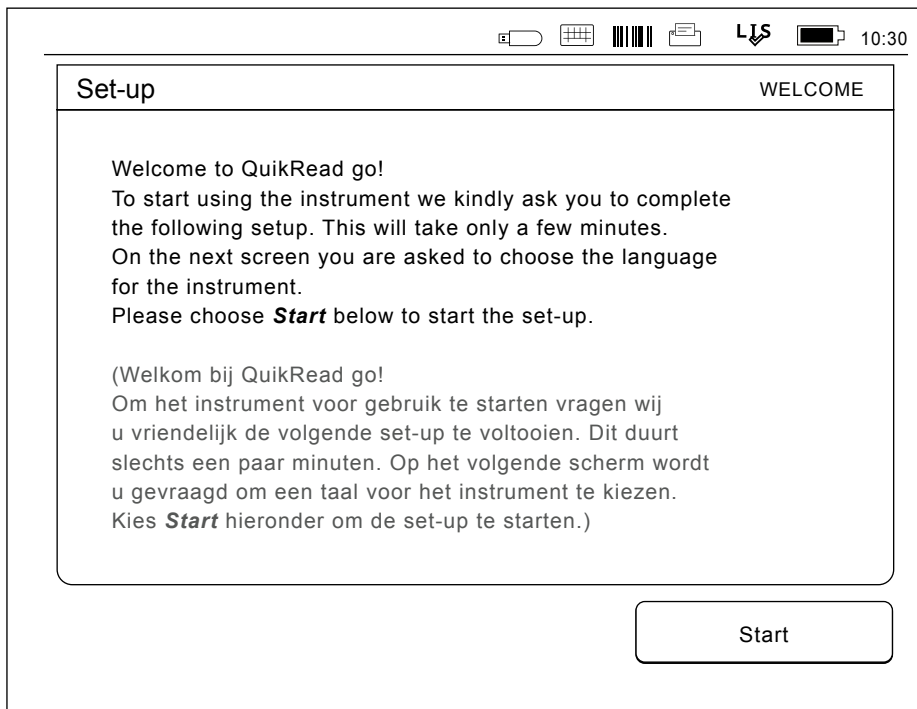 LIS 10:30
Set-up WELCOME
Welcome to QuikRead go!
To start using the instrument we kindly ask you to complete
the following setup. This will take only a few minutes.
On the next screen you are asked to choose the language
for the instrument.
Please choose Start below to start the set-up.
(Welkom bij QuikRead go!
Om het instrument voor gebruik te starten vragen wij
u vriendelijk de volgende set-up te voltooien. Dit duurt
slechts een paar minuten. Op het volgende scherm wordt
u gevraagd om een taal voor het instrument te kiezen.
Kies Start hieronder om de set-up te starten.)
Start